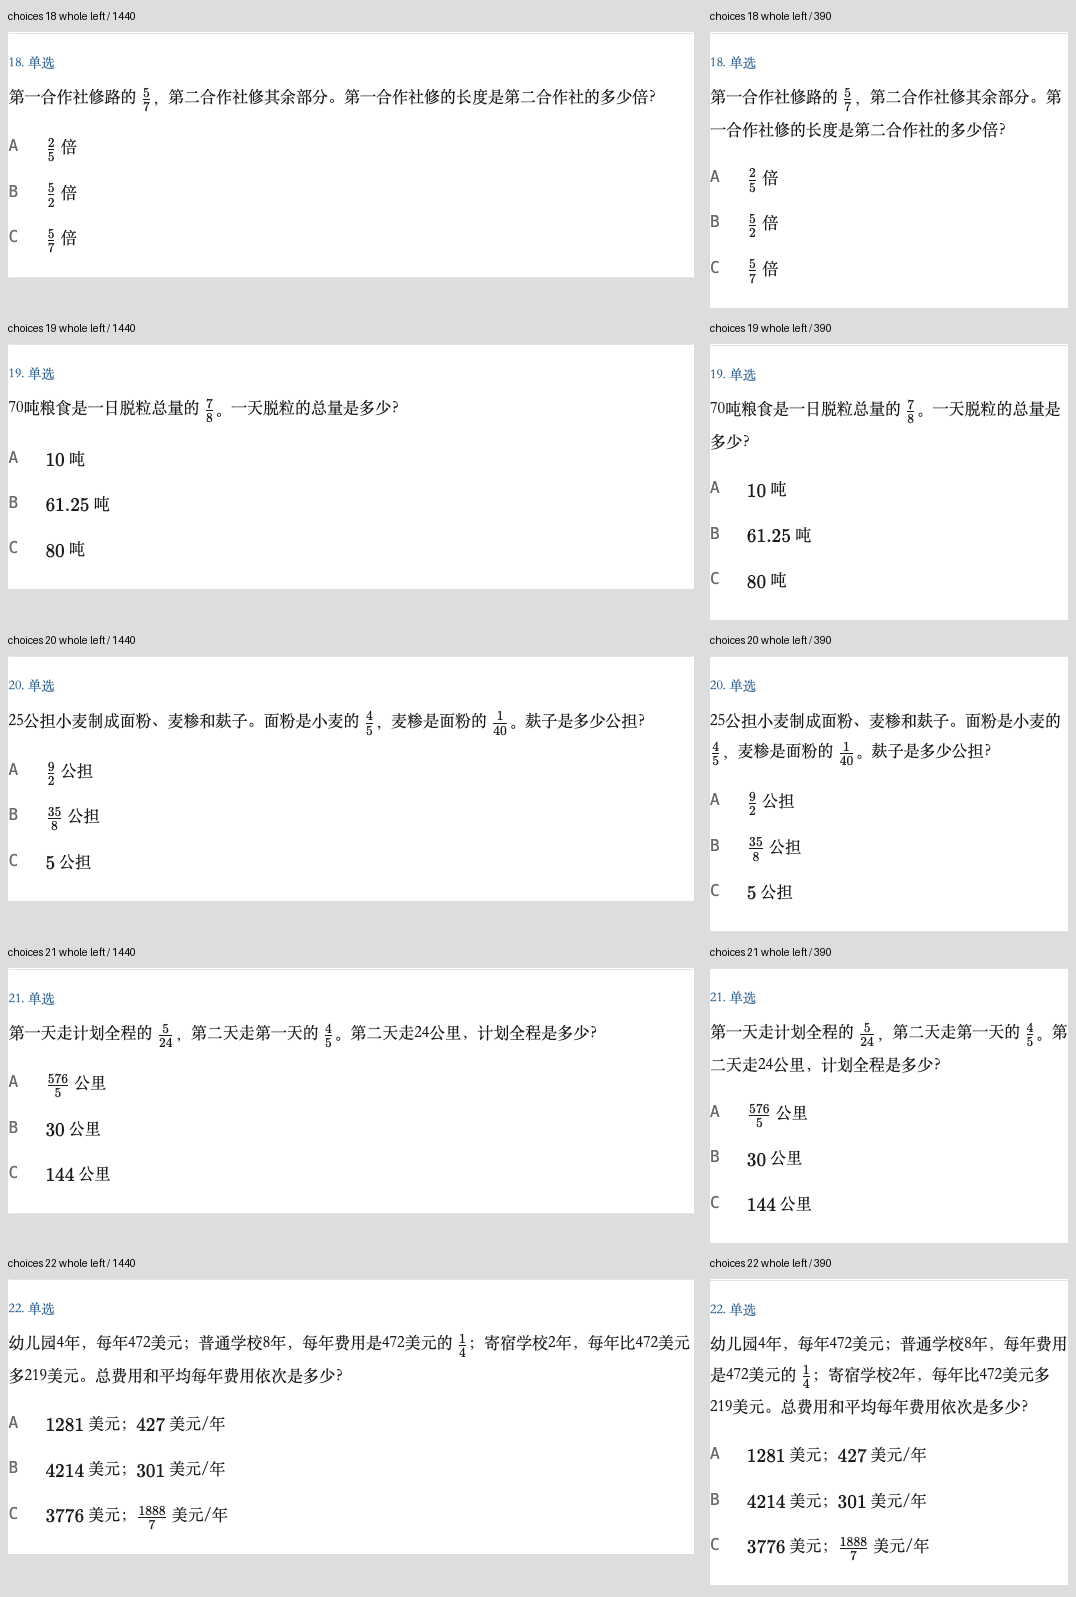 choices 18 whole left / 1440
18. 单选
第一合作社修路的 5/7，第二合作社修其余部分。第一合作社修的长度是第二合作社的多少倍?
A 2/5 倍
B 5/2 倍
C 5/7 倍
choices 18 whole left / 390
18. 单选
第一合作社修路的 5/7，第二合作社修其余部分。第
一合作社修的长度是第二合作社的多少倍?
A 2/5 倍
B 5/2 倍
C 5/7 倍
choices 19 whole left / 1440
19. 单选
70吨粮食是一日脱粒总量的 7/8。一天脱粒的总量是多少?
A 10 吨
B 61.25 吨
C 80 吨
choices 19 whole left / 390
19. 单选
70吨粮食是一日脱粒总量的 7/8。一天脱粒的总量是
多少?
A 10 吨
B 61.25 吨
C 80 吨
choices 20 whole left / 1440
20. 单选
25公担小麦制成面粉、麦糁和麸子。面粉是小麦的 4/5，麦糁是面粉的 1/40。麸子是多少公担?
A 9/2 公担
B 35/8 公担
C 5 公担
choices 20 whole left / 390
20. 单选
25公担小麦制成面粉、麦糁和麸子。面粉是小麦的
4/5，麦糁是面粉的 1/40。麸子是多少公担?
A 9/2 公担
B 35/8 公担
C 5 公担
choices 21 whole left / 1440
21. 单选
第一天走计划全程的 5/24，第二天走第一天的 4/5。第二天走24公里，计划全程是多少?
A 576/5 公里
B 30 公里
C 144 公里
choices 21 whole left / 390
21. 单选
第一天走计划全程的 5/24，第二天走第一天的 4/5。第
二天走24公里，计划全程是多少?
A 576/5 公里
B 30 公里
C 144 公里
choices 22 whole left / 1440
22. 单选
幼儿园4年，每年472美元；普通学校8年，每年费用是472美元的 1/4；寄宿学校2年，每年比472美元
多219美元。总费用和平均每年费用依次是多少?
A 1281 美元；427 美元/年
B 4214 美元；301 美元/年
C 3776 美元；1888/7 美元/年
choices 22 whole left / 390
22. 单选
幼儿园4年，每年472美元；普通学校8年，每年费用
是472美元的 1/4；寄宿学校2年，每年比472美元多
219美元。总费用和平均每年费用依次是多少?
A 1281 美元；427 美元/年
B 4214 美元；301 美元/年
C 3776 美元；1888/7 美元/年